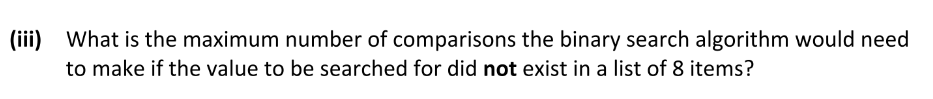 (iii) What is the maximum number of comparisons the binary search algorithm would need
to make if the value to be searched for did not exist in a list of 8 items?